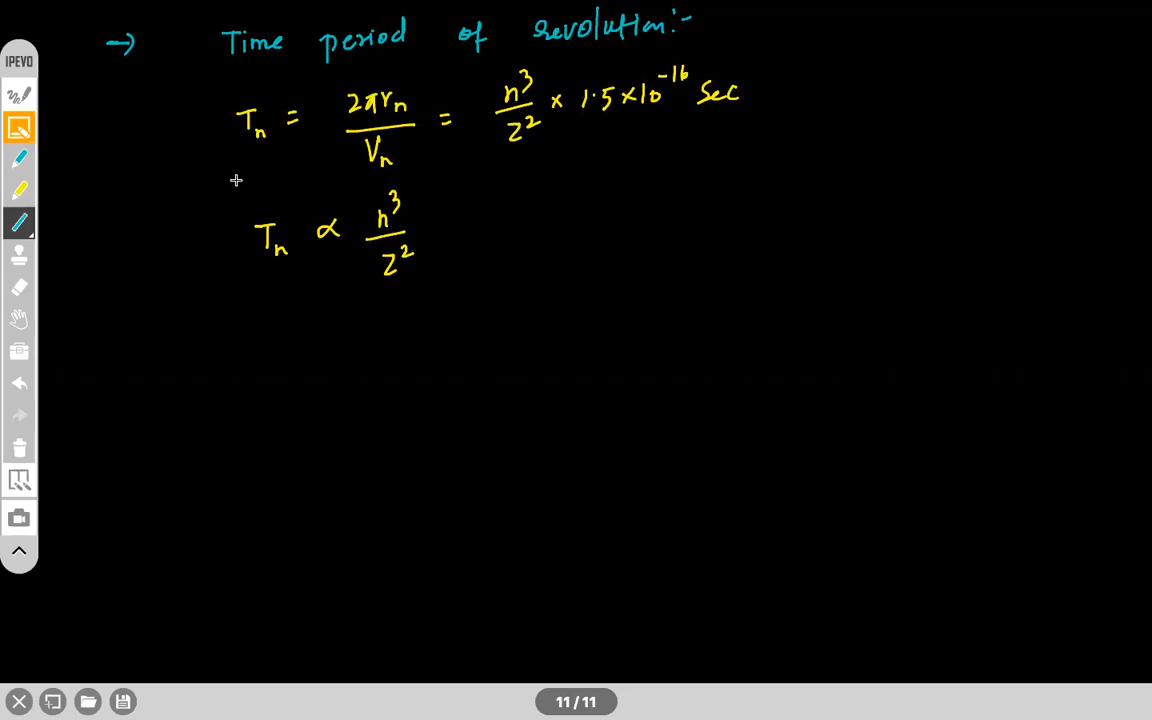 → Time period of revolution:-
IPEVO
Tn = 2πrn / Vn = n³ / Z² × 1.5×10⁻¹⁶ Sec
Tn ∝ n³ / Z²
11 / 11